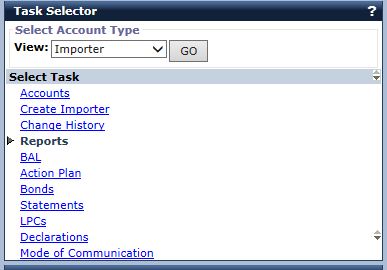 Task Selector ?
Select Account Type
View: Importer GO
Select Task
Accounts
Create Importer
Change History
Reports
BAL
Action Plan
Bonds
Statements
LPCs
Declarations
Mode of Communication